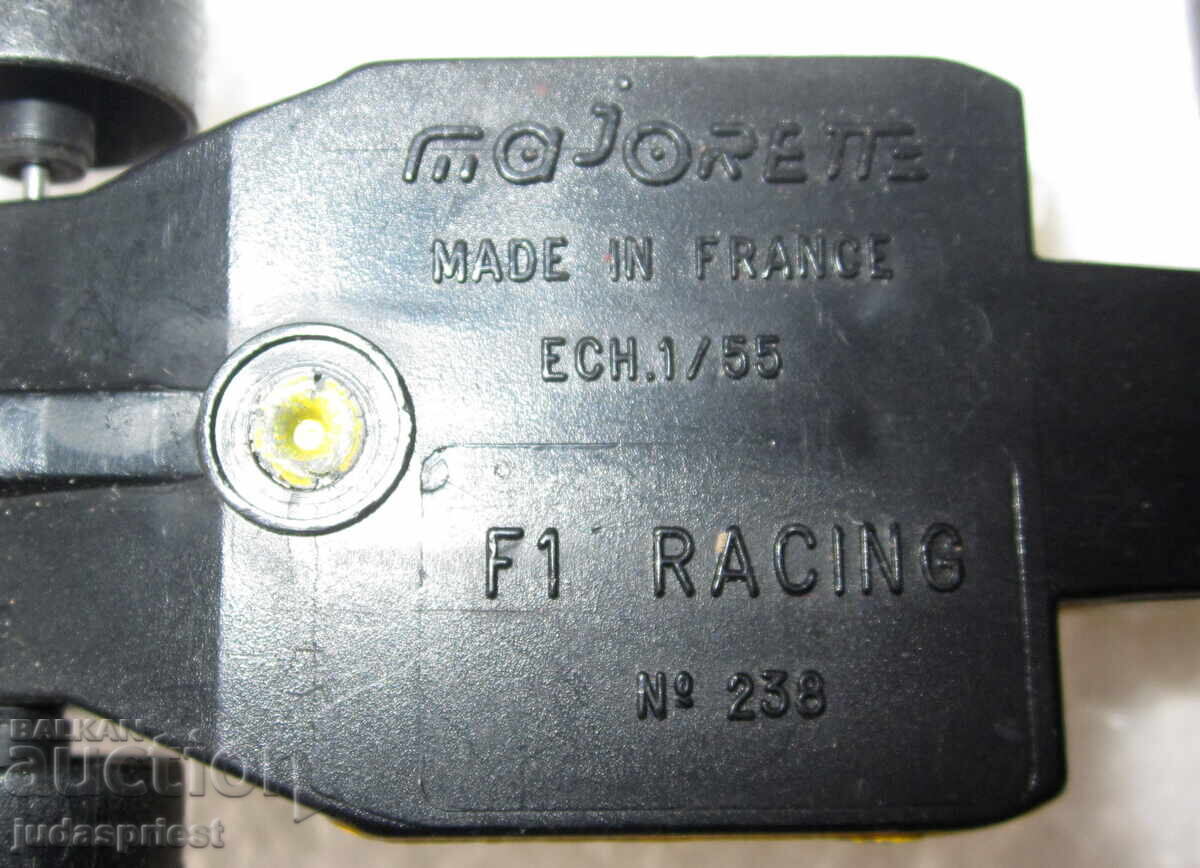 majorette
MADE IN FRANCE
ECH.1/55
F1 RACING
Nº 238
BALKAN
auction
judaspriest